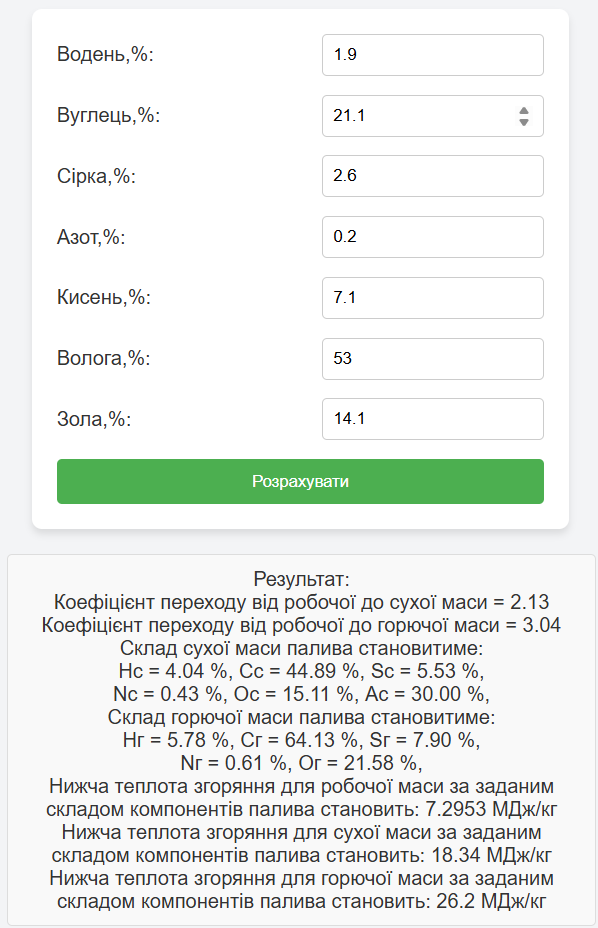 Водень,%: 1.9
Вуглець,%: 21.1
Сірка,%: 2.6
Азот,%: 0.2
Кисень,%: 7.1
Волога,%: 53
Зола,%: 14.1
Розрахувати
Результат:
Коефіцієнт переходу від робочої до сухої маси = 2.13
Коефіцієнт переходу від робочої до горючої маси = 3.04
Склад сухої маси палива становитиме:
Hс = 4.04 %, Cс = 44.89 %, Sс = 5.53 %,
Nс = 0.43 %, Oс = 15.11 %, Aс = 30.00 %,
Склад горючої маси палива становитиме:
Hг = 5.78 %, Cг = 64.13 %, Sг = 7.90 %,
Nг = 0.61 %, Oг = 21.58 %,
Нижча теплота згоряння для робочої маси за заданим
складом компонентів палива становить: 7.2953 МДж/кг
Нижча теплота згоряння для сухої маси за заданим
складом компонентів палива становить: 18.34 МДж/кг
Нижча теплота згоряння для горючої маси за заданим
складом компонентів палива становить: 26.2 МДж/кг